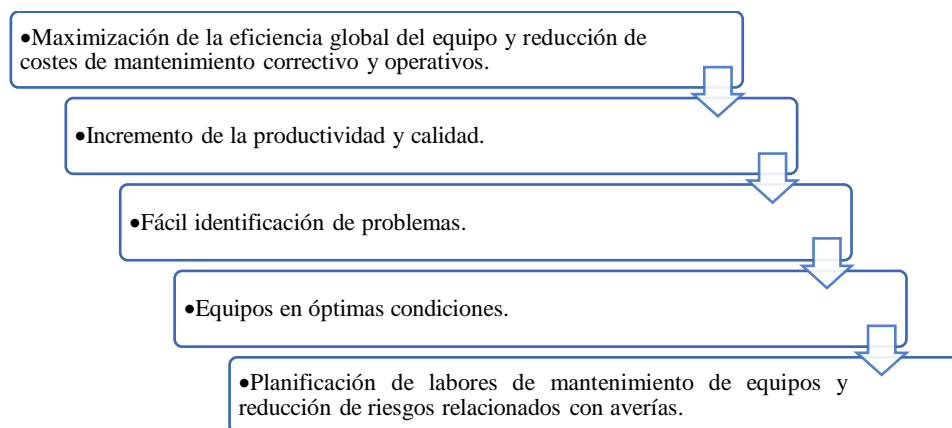 •Maximización de la eficiencia global del equipo y reducción de
costes de mantenimiento correctivo y operativos.
•Incremento de la productividad y calidad.
•Fácil identificación de problemas.
•Equipos en óptimas condiciones.
•Planificación de labores de mantenimiento de equipos y
reducción de riesgos relacionados con averías.